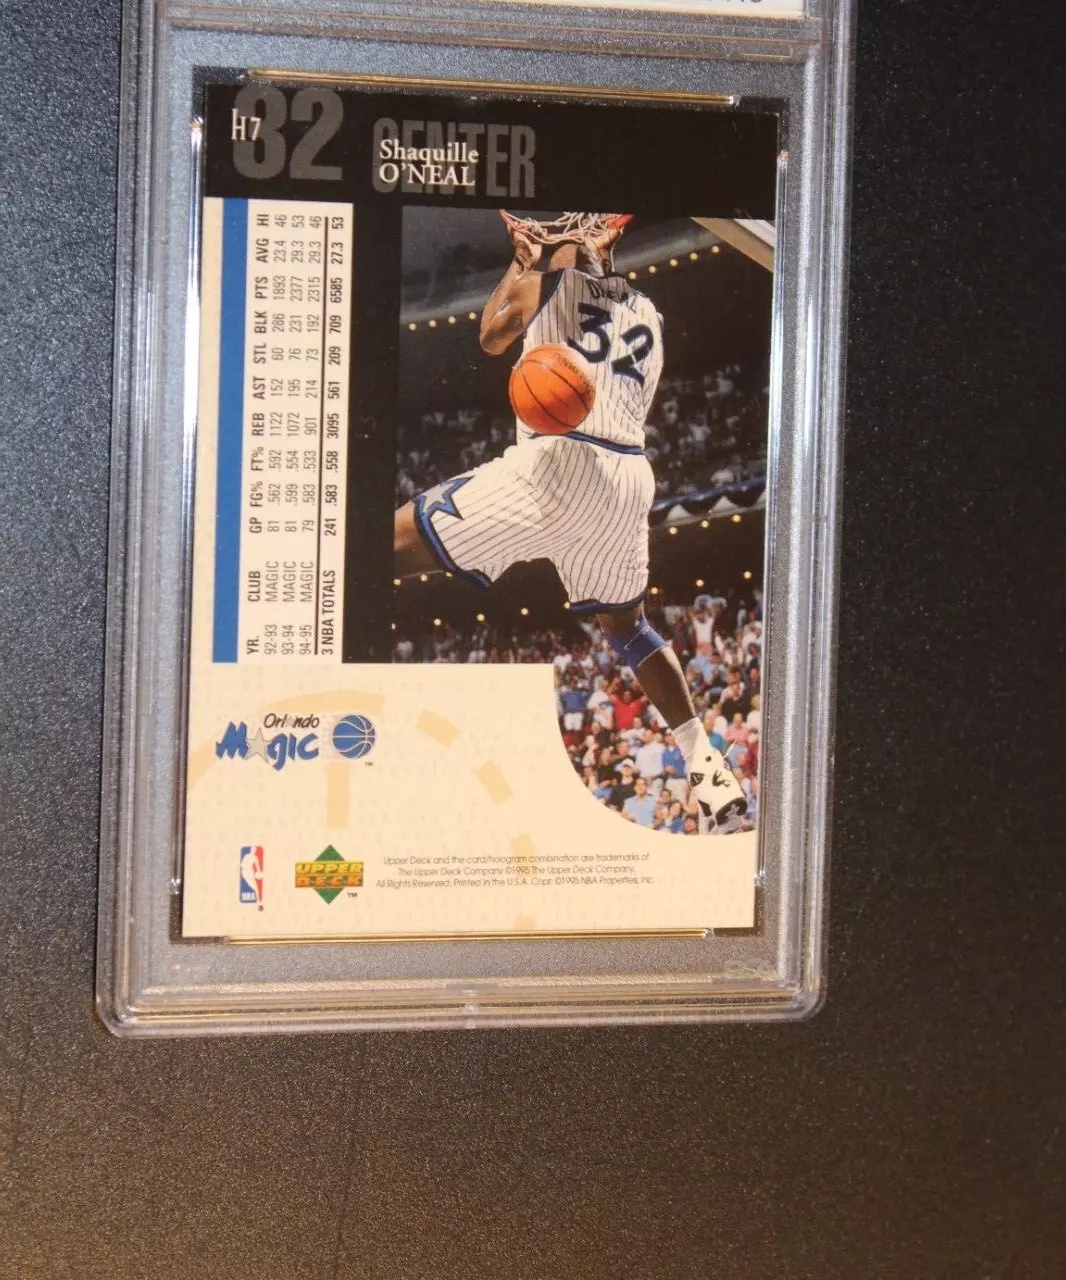 32
H7
CENTER
Shaquille
O'NEAL
YR. CLUB GP FG% FT% REB AST STL BLK PTS AVG HI
92-93 MAGIC 81 .562 .592 1122 152 60 286 1893 23.4 46
93-94 MAGIC 81 .599 .554 1072 195 76 231 2377 29.3 53
94-95 MAGIC 79 .583 .533 901 214 73 192 2315 29.3 46
3 NBA TOTALS 241 .583 .558 3095 561 209 709 6585 27.3 53
O'NEAL
32
Orlando
Magic
TM
NBA
UPPER
DECK
TM
Upper Deck and the card/hologram combination are trademarks of
The Upper Deck Company. ©1995 The Upper Deck Company.
All Rights Reserved. Printed in the U.S.A. Copr. ©1995 NBA Properties, Inc.